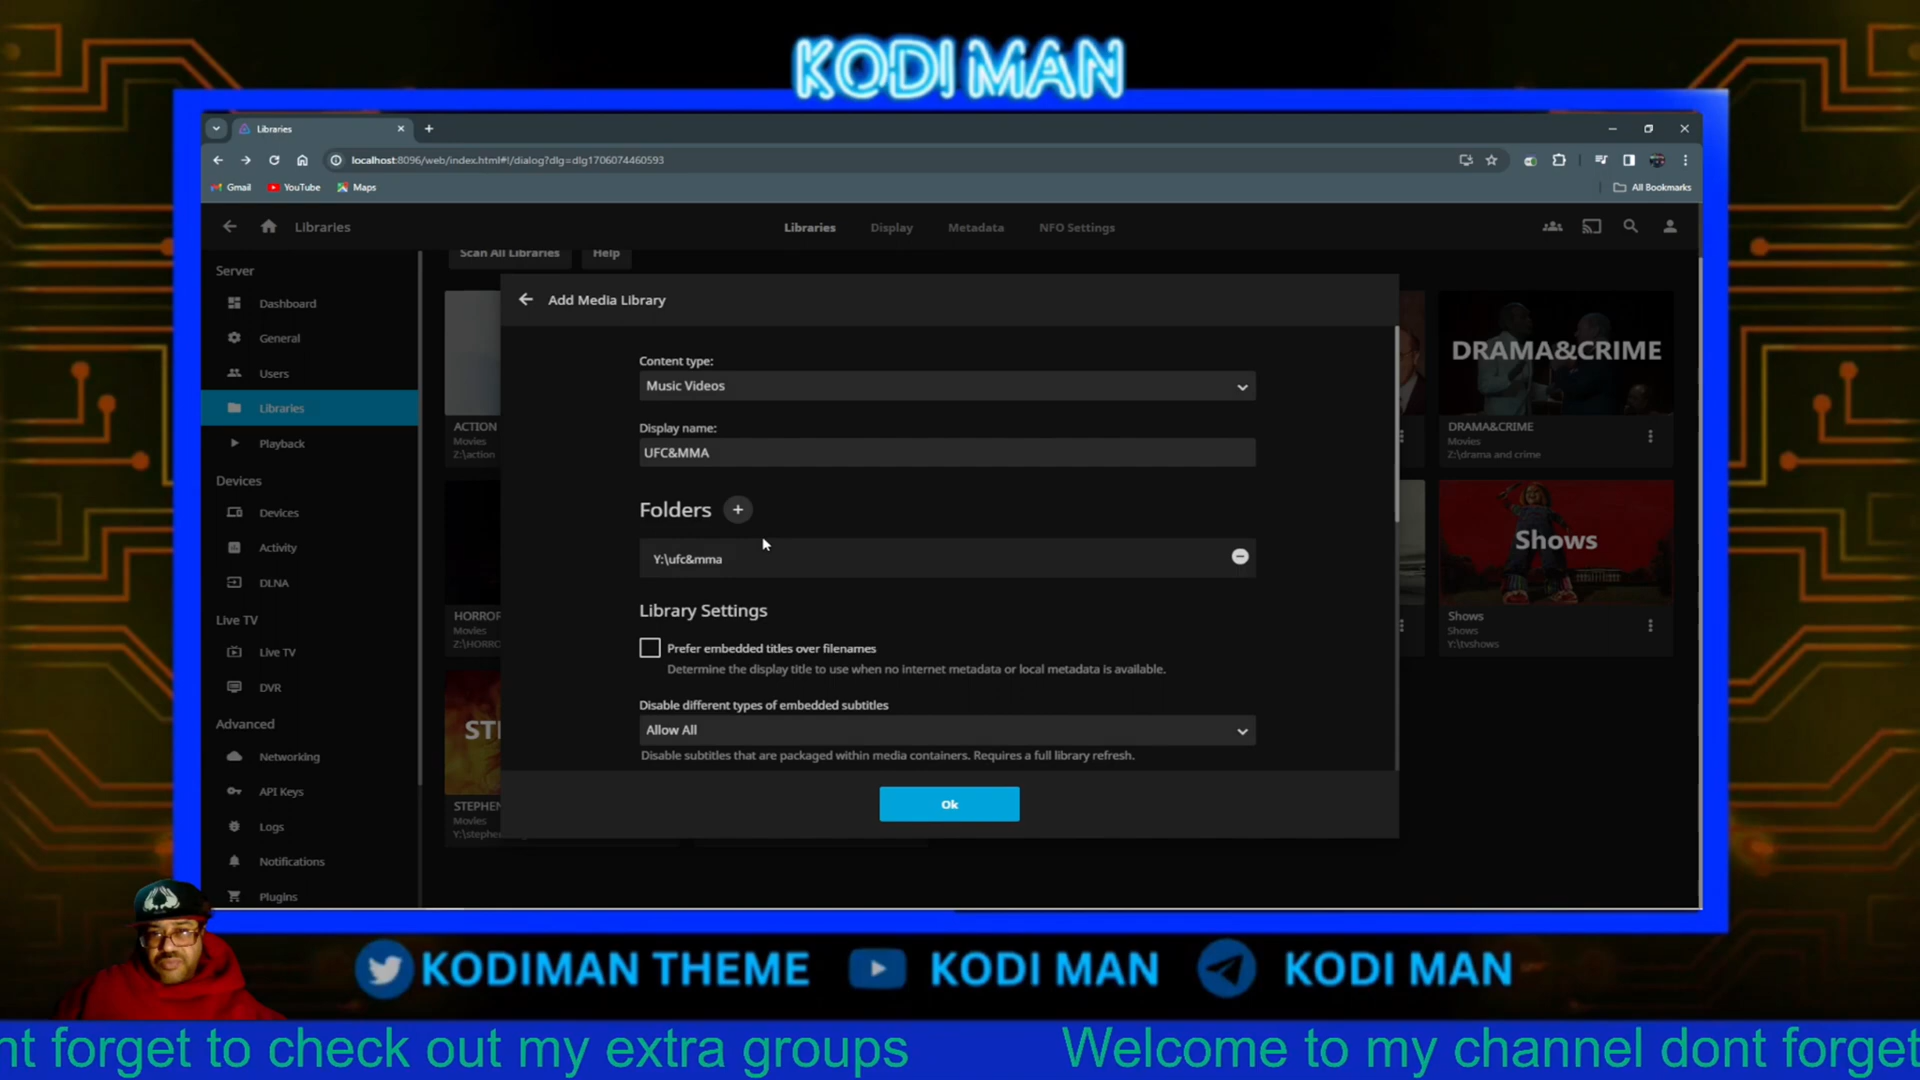 KODI MAN
Libraries
localhost:8096/web/index.html#!/dialog?dlg=dlg1706074460593
Gmail YouTube Maps All Bookmarks
Libraries Libraries Display Metadata NFO Settings
Scan All Libraries Help
Server
Dashboard
General
Users
Libraries
Playback
Devices
Devices
Activity
DLNA
Live TV
Live TV
DVR
Advanced
Networking
API Keys
Logs
Notifications
Plugins
ACTION
Movies
Z:\action
HORROR
Movies
Z:\HORRO
ST
STEPHEN
Movies
Y:\stephe
Add Media Library
Content type:
Music Videos
Display name:
UFC&MMA
Folders +
Y:\ufc&mma
Library Settings
Prefer embedded titles over filenames
Determine the display title to use when no internet metadata or local metadata is available.
Disable different types of embedded subtitles
Allow All
Disable subtitles that are packaged within media containers. Requires a full library refresh.
Ok
DRAMA&CRIME
DRAMA&CRIME
Movies
Z:\drama and crime
Shows
Shows
Shows
Y:\tvshows
KODIMAN THEME KODI MAN KODI MAN
nt forget to check out my extra groups Welcome to my channel dont forget